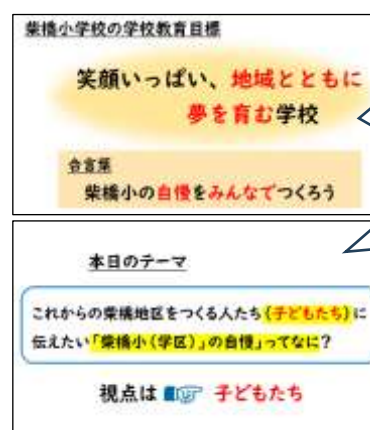 柴橋小学校の学校教育目標
笑顔いっぱい、地域とともに
夢を育む学校
合言葉
柴橋小の自慢をみんなでつくろう
本日のテーマ
これからの柴橋地区をつくる人たち(子どもたち)に
伝えたい「柴橋小(学区)」の自慢」ってなに？
視点は 子どもたち